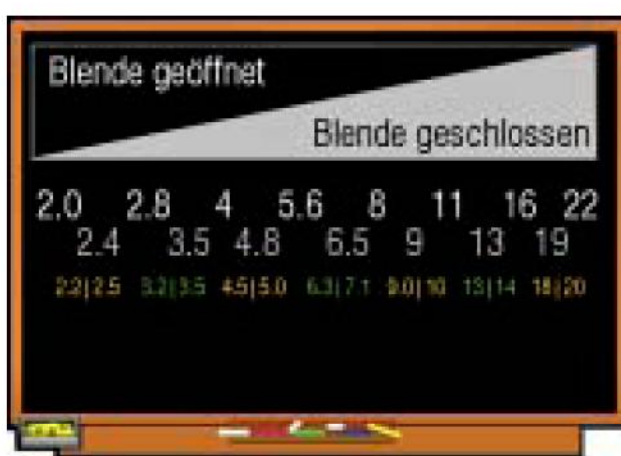 Blende geöffnet
Blende geschlossen
2.0 2.8 4 5.6 8 11 16 22
2.4 3.5 4.8 6.5 9 13 19
2.2|2.5 3.2|3.5 4.5|5.0 6.3|7.1 9.0|10 13|14 18|20